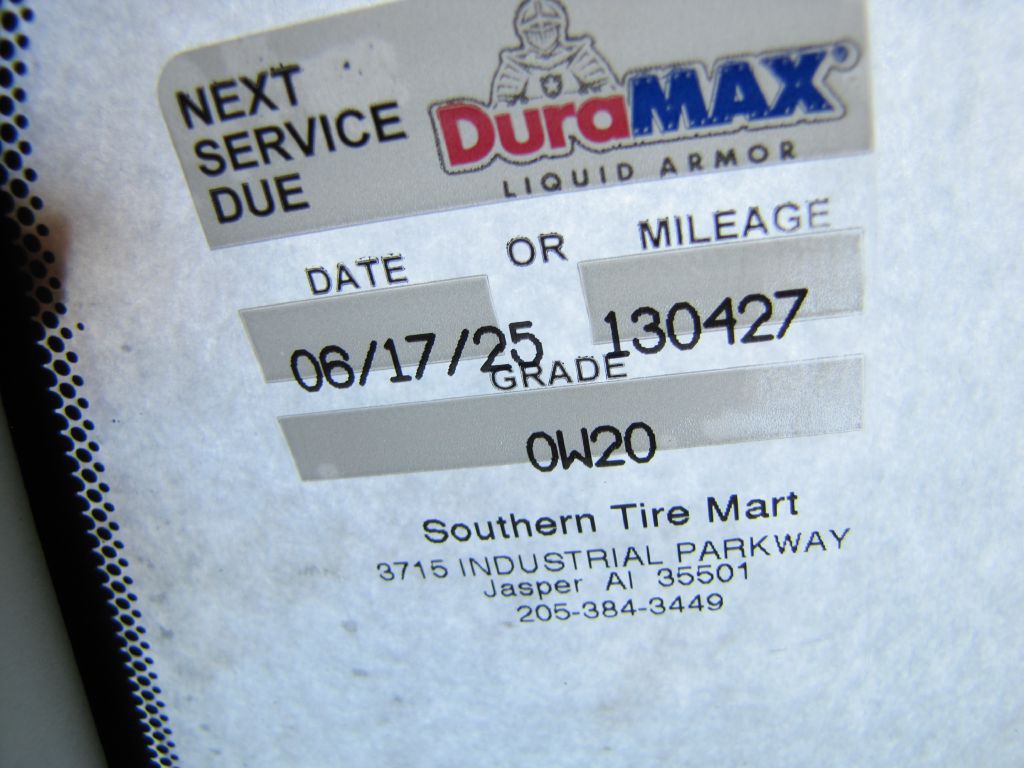 NEXT
SERVICE
DUE
DuraMAX®
LIQUID ARMOR
DATE OR MILEAGE
06/17/25 130427
GRADE
0W20
Southern Tire Mart
3715 INDUSTRIAL PARKWAY
Jasper Al 35501
205-384-3449